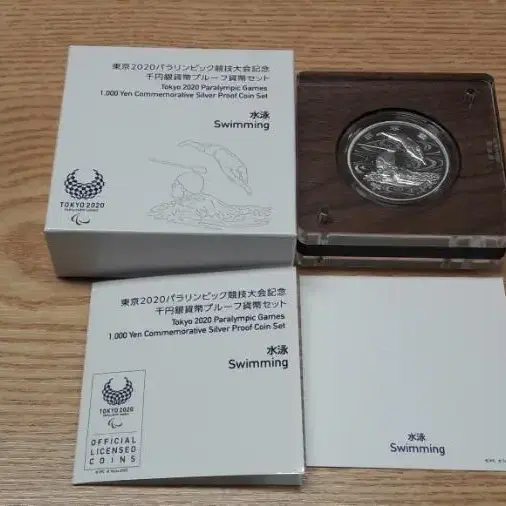 東京2020パラリンピック競技大会記念
千円銀貨幣プルーフ貨幣セット
Tokyo 2020 Paralympic Games
1,000 Yen Commemorative Silver Proof Coin Set
水泳
Swimming
TOKYO 2020
東京2020パラリンピック競技大会記念
千円銀貨幣プルーフ貨幣セット
Tokyo 2020 Paralympic Games
1,000 Yen Commemorative Silver Proof Coin Set
水泳
Swimming
TOKYO 2020
OFFICIAL
LICENSED
COINS
水泳
Swimming